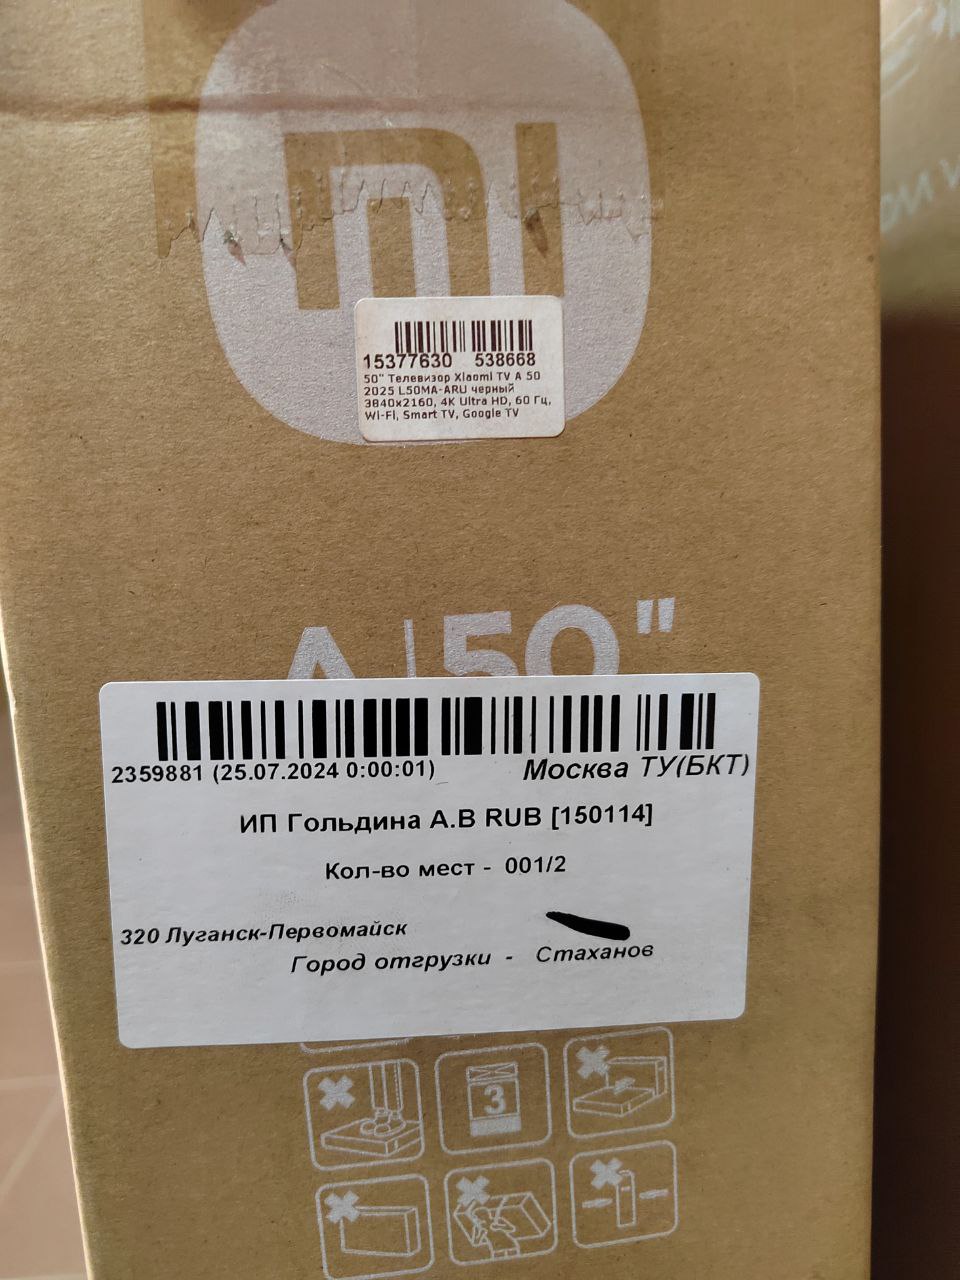 mi
15377630 538668
50" Телевизор Xiaomi TV A 50
2025 L50MA-ARU черный
3840x2160, 4K Ultra HD, 60 Гц,
Wi-Fi, Smart TV, Google TV
A | 50"
2359881 (25.07.2024 0:00:01) Москва ТУ(БКТ)
ИП Гольдина А.В RUB [150114]
Кол-во мест - 001/2
320 Луганск-Первомайск
Город отгрузки - Стаханов
3